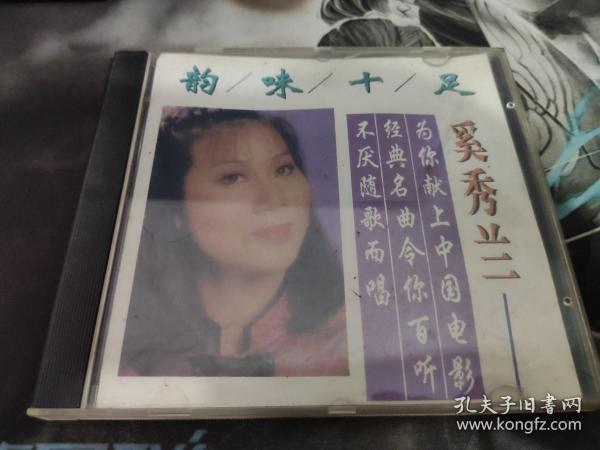 韵/味/十/足
奚秀兰
为你献上中国电影
经典名曲令你百听
不厌随歌而唱
孔夫子旧书网
www.kongfz.com